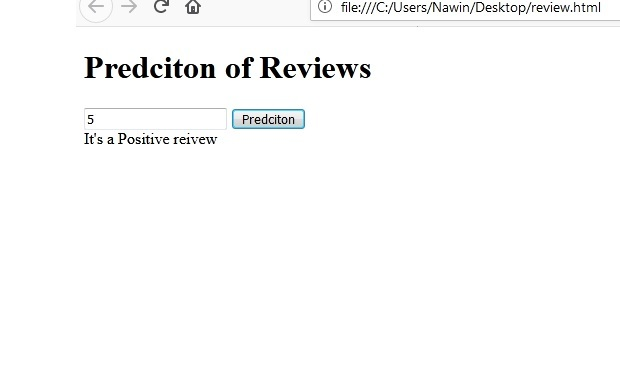 file:///C:/Users/Nawin/Desktop/review.html
Predciton of Reviews
5 Predciton
It's a Positive reivew